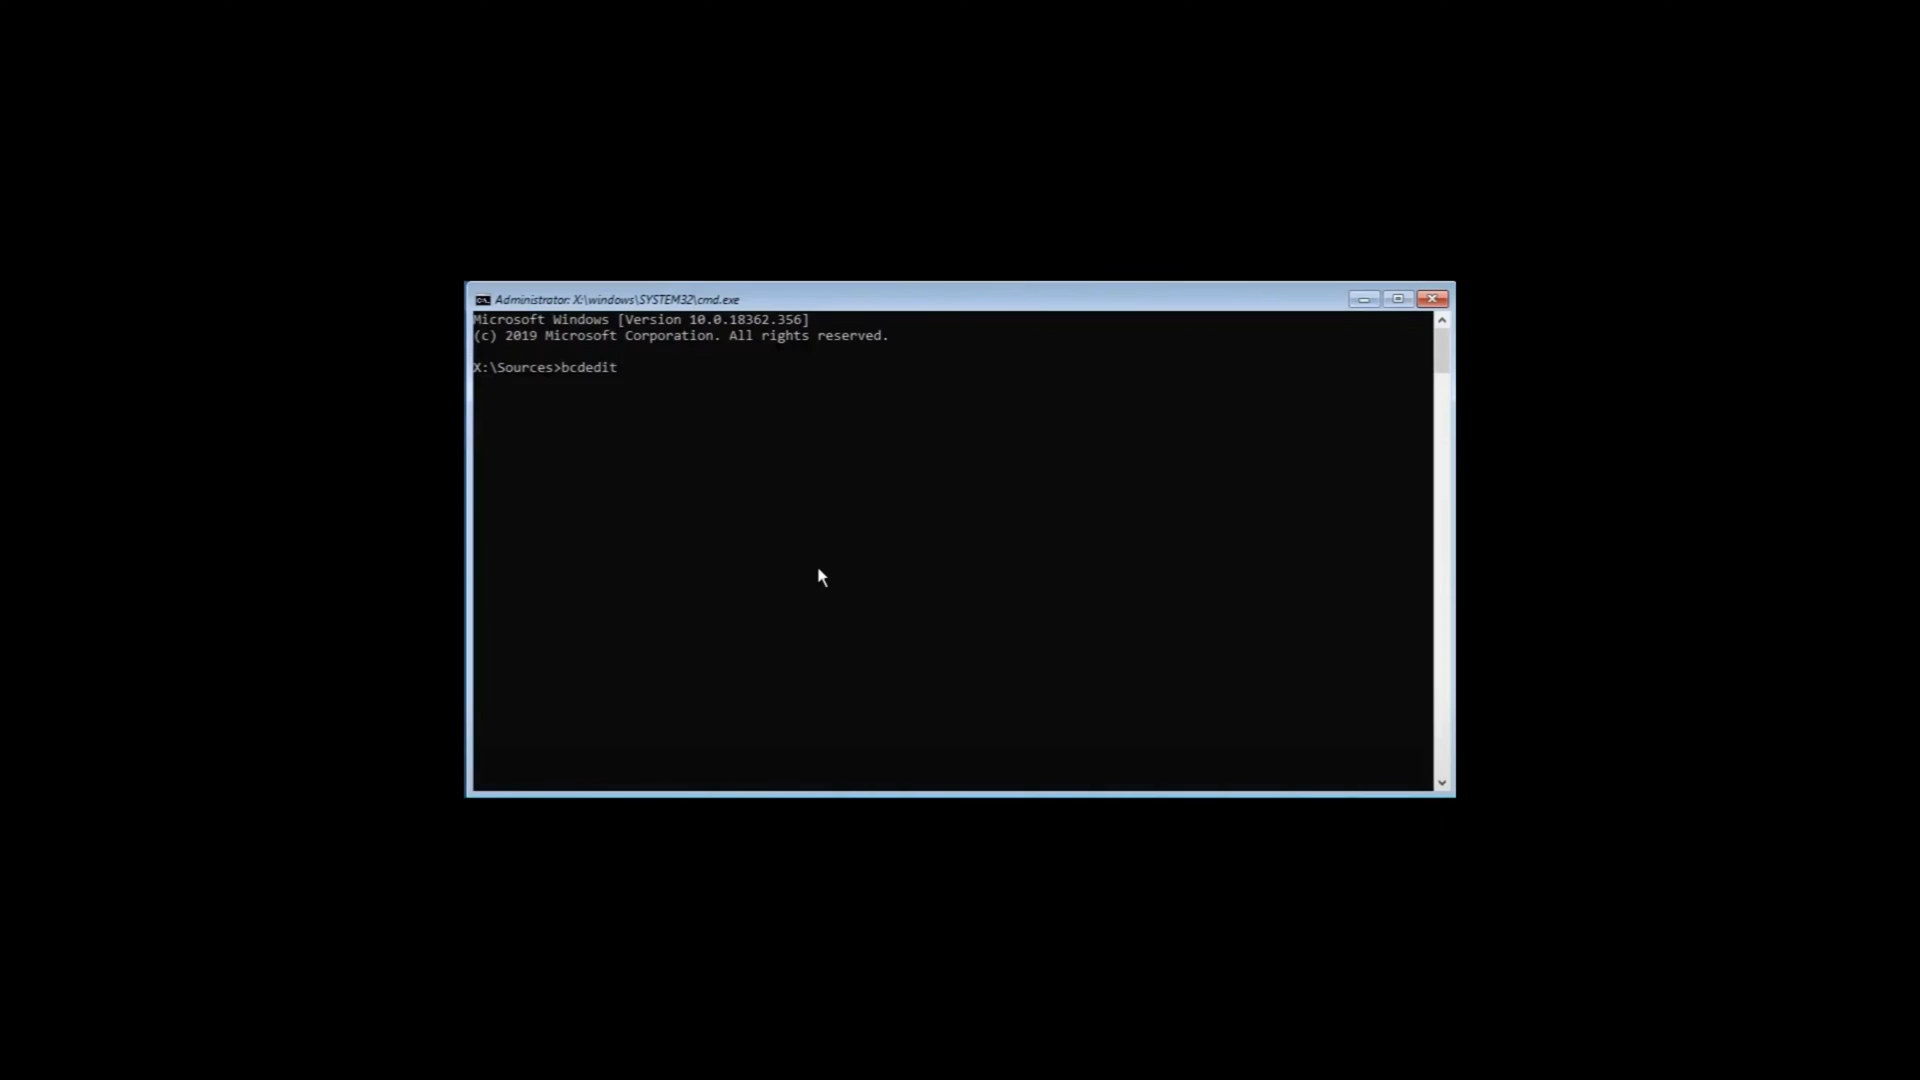 Administrator: X:\windows\SYSTEM32\cmd.exe
Microsoft Windows [Version 10.0.18362.356]
(c) 2019 Microsoft Corporation. All rights reserved.
X:\Sources>bcdedit